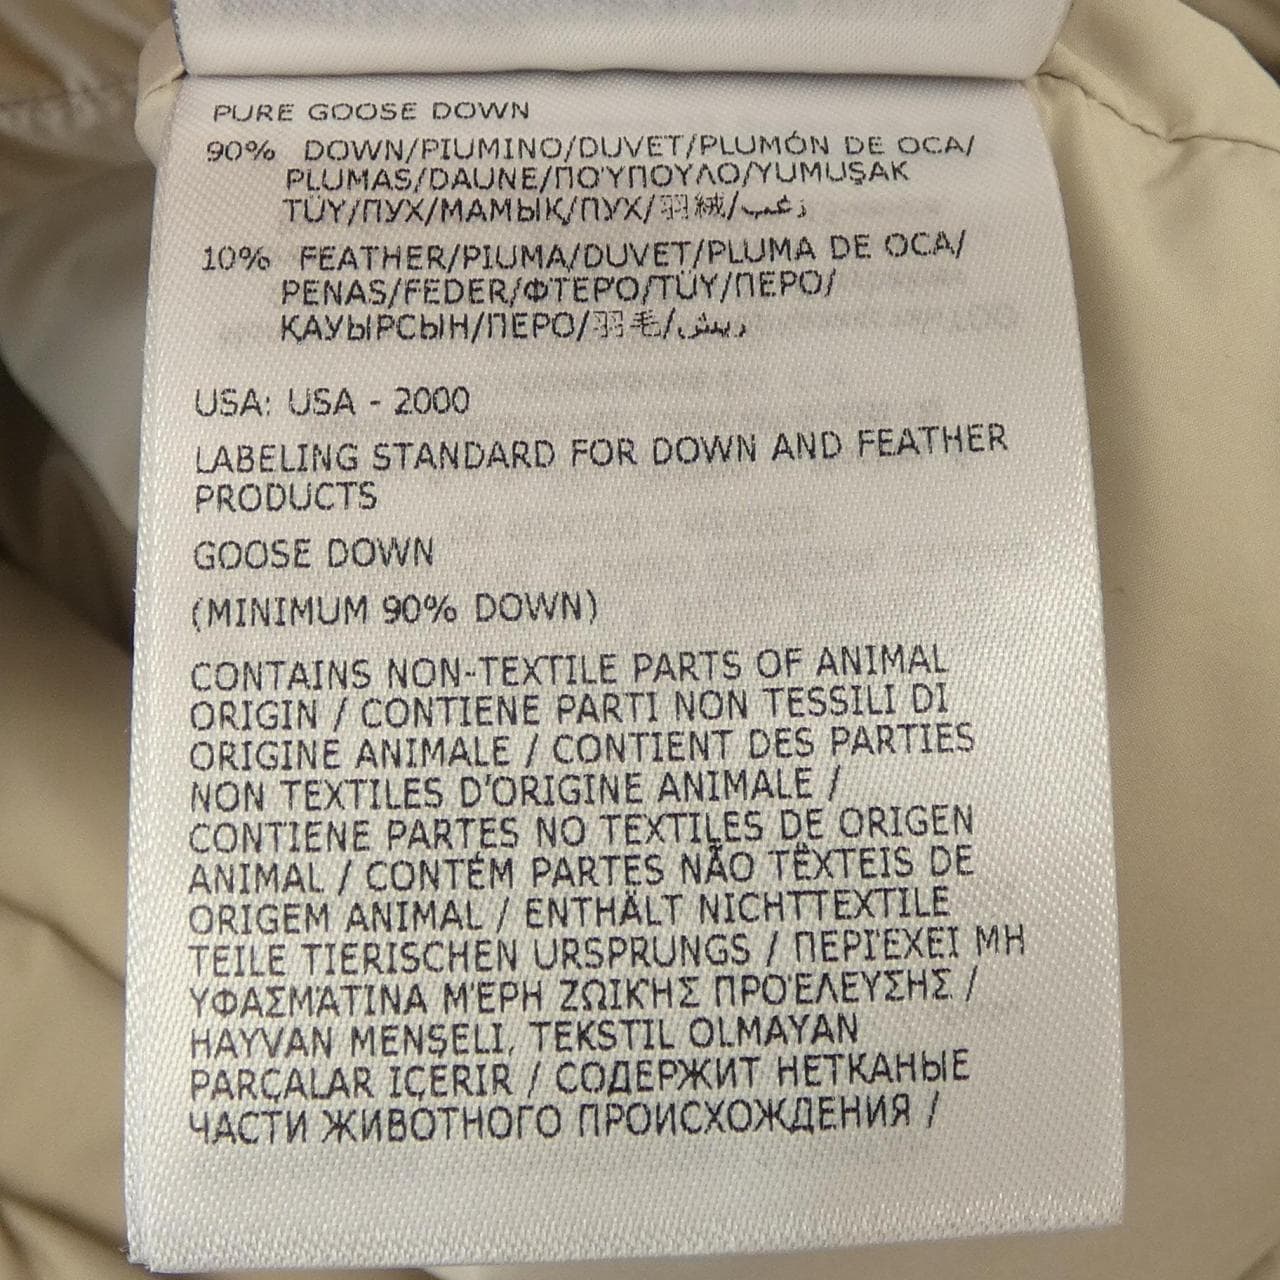 PURE GOOSE DOWN
90% DOWN/PIUMINO/DUVET/PLUMÓN DE OCA/
PLUMAS/DAUNE/ΠΟΎΠΟΥΛΟ/YUMUŞAK
TÜY/ПУХ/МАМЫҚ/ПУХ/羽絨/زغب
10% FEATHER/PIUMA/DUVET/PLUMA DE OCA/
PENAS/FEDER/ΦΤΕΡΌ/TÜY/ПЕРО/
ҚАУЫРСЫН/ПЕРО/羽毛/ريش
USA: USA - 2000
LABELING STANDARD FOR DOWN AND FEATHER
PRODUCTS
GOOSE DOWN
(MINIMUM 90% DOWN)
CONTAINS NON-TEXTILE PARTS OF ANIMAL
ORIGIN / CONTIENE PARTI NON TESSILI DI
ORIGINE ANIMALE / CONTIENT DES PARTIES
NON TEXTILES D'ORIGINE ANIMALE /
CONTIENE PARTES NO TEXTILES DE ORIGEN
ANIMAL / CONTÉM PARTES NÃO TÊXTEIS DE
ORIGEM ANIMAL / ENTHÄLT NICHTTEXTILE
TEILE TIERISCHEN URSPRUNGS / ΠΕΡΙΈΧΕΙ ΜΗ
ΥΦΑΣΜΆΤΙΝΑ ΜΈΡΗ ΖΩΙΚΉΣ ΠΡΟΈΛΕΥΣΗΣ /
HAYVAN MENŞELI, TEKSTIL OLMAYAN
PARÇALAR IÇERIR / СОДЕРЖИТ НЕТКАНЫЕ
ЧАСТИ ЖИВОТНОГО ПРОИСХОЖДЕНИЯ /